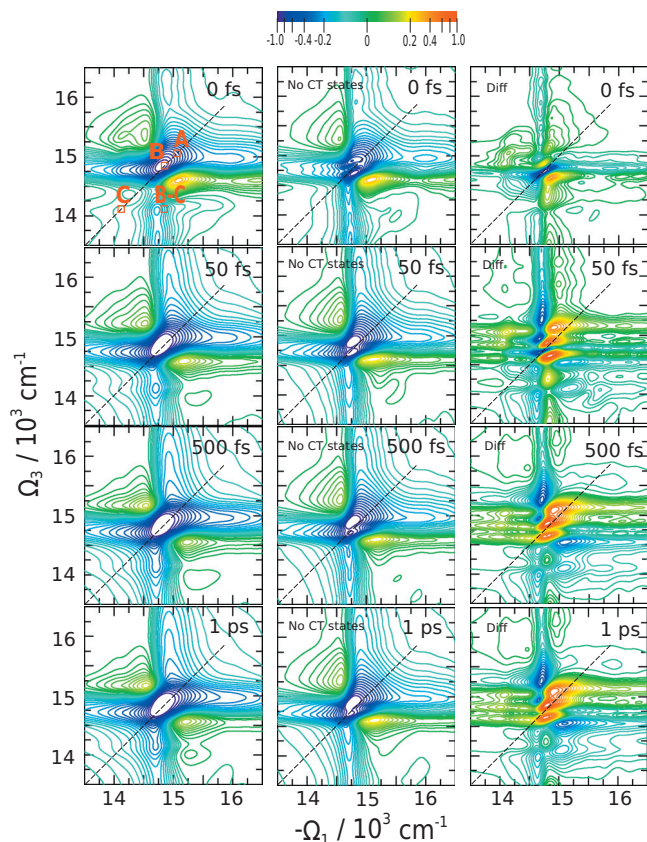 -1.0 -0.4 -0.2 0 0.2 0.4 1.0
16 0 fs No CT states 0 fs Diff
A
B
15
C B-C
14
16 50 fs No CT states 50 fs Diff 50 fs
15
14
16 500 fs No CT states 500 fs Diff 500 fs
15
14
16 1 ps No CT states 1 ps Diff 1 ps
15
14
14 15 16 14 15 16 14 15 16
Ω3 / 10³ cm⁻¹
-Ω1 / 10³ cm⁻¹